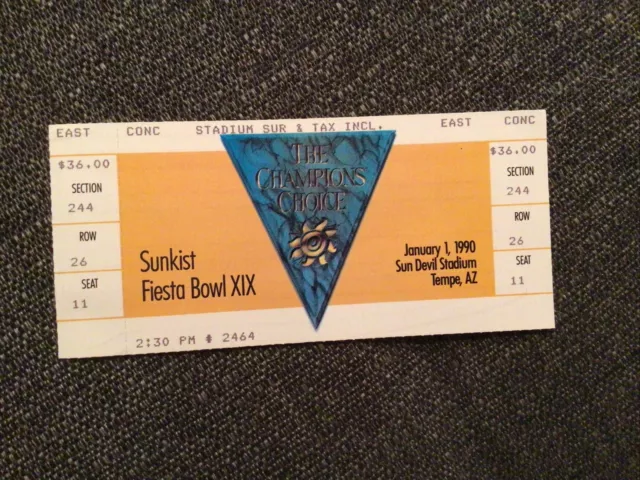 EAST CONC STADIUM SUR & TAX INCL. EAST CONC
$36.00
SECTION
244
ROW
26
SEAT
11
THE
CHAMPIONS
CHOICE
Sunkist
Fiesta Bowl XIX
January 1, 1990
Sun Devil Stadium
Tempe, AZ
$36.00
SECTION
244
ROW
26
SEAT
11
2:30 PM # 2464